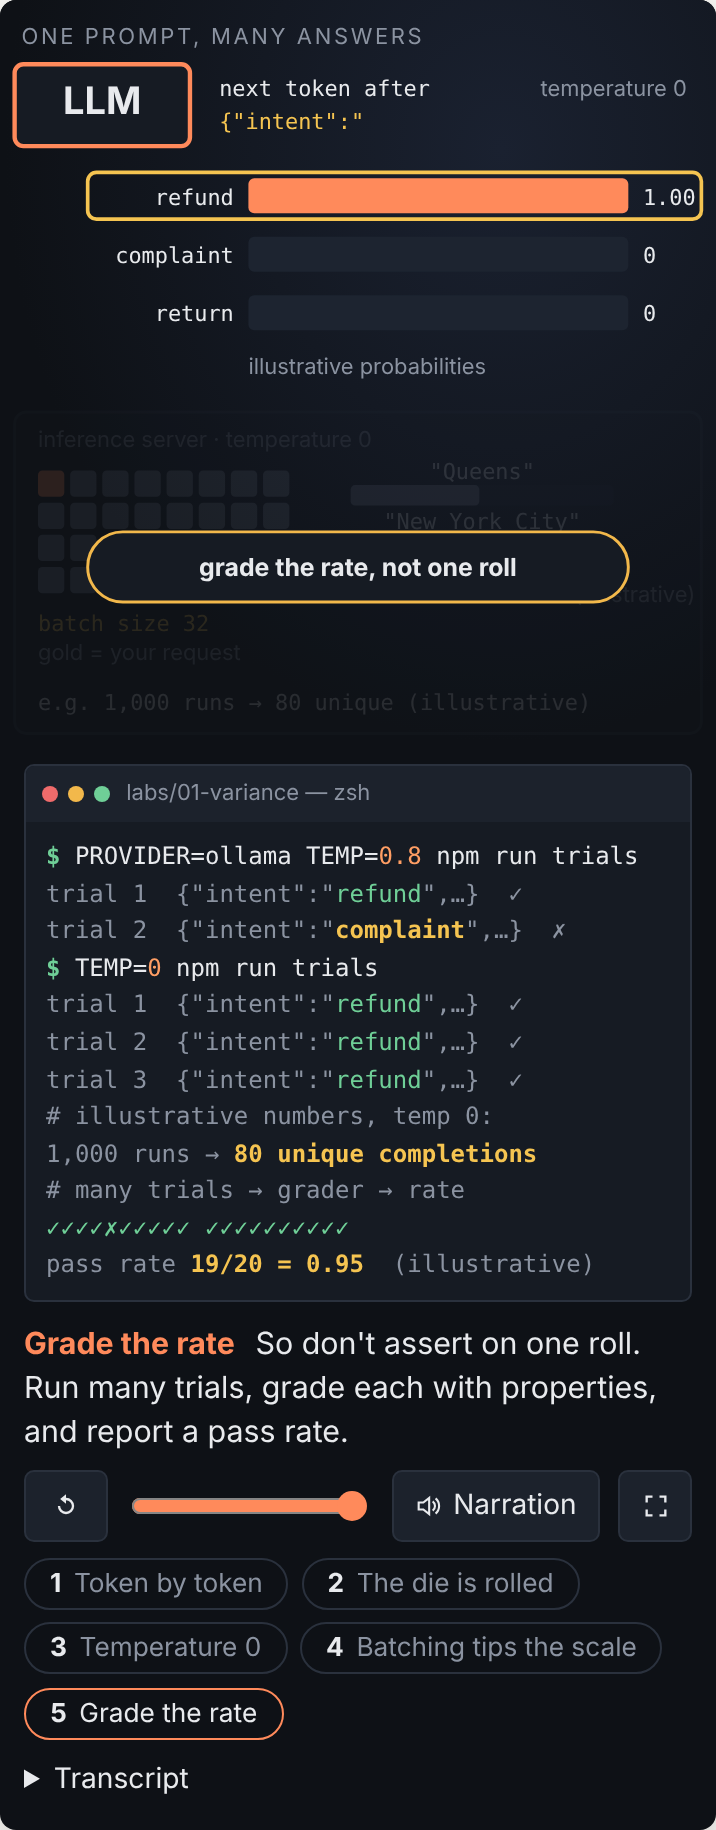 ONE PROMPT, MANY ANSWERS
LLM
next token after
{"intent":"
temperature 0
refund 1.00
complaint 0
return 0
illustrative probabilities
inference server · temperature 0
"Queens"
"New York City"
grade the rate, not one roll
batch size 32
gold = your request
e.g. 1,000 runs → 80 unique (illustrative)
labs/01-variance — zsh
$ PROVIDER=ollama TEMP=0.8 npm run trials
trial 1 {"intent":"refund",…} ✓
trial 2 {"intent":"complaint",…} ✗
$ TEMP=0 npm run trials
trial 1 {"intent":"refund",…} ✓
trial 2 {"intent":"refund",…} ✓
trial 3 {"intent":"refund",…} ✓
# illustrative numbers, temp 0:
1,000 runs → 80 unique completions
# many trials → grader → rate
✓✓✓✓✗✓✓✓✓✓ ✓✓✓✓✓✓✓✓✓✓
pass rate 19/20 = 0.95 (illustrative)
Grade the rate So don't assert on one roll.
Run many trials, grade each with properties,
and report a pass rate.
Narration
1 Token by token
2 The die is rolled
3 Temperature 0
4 Batching tips the scale
5 Grade the rate
Transcript